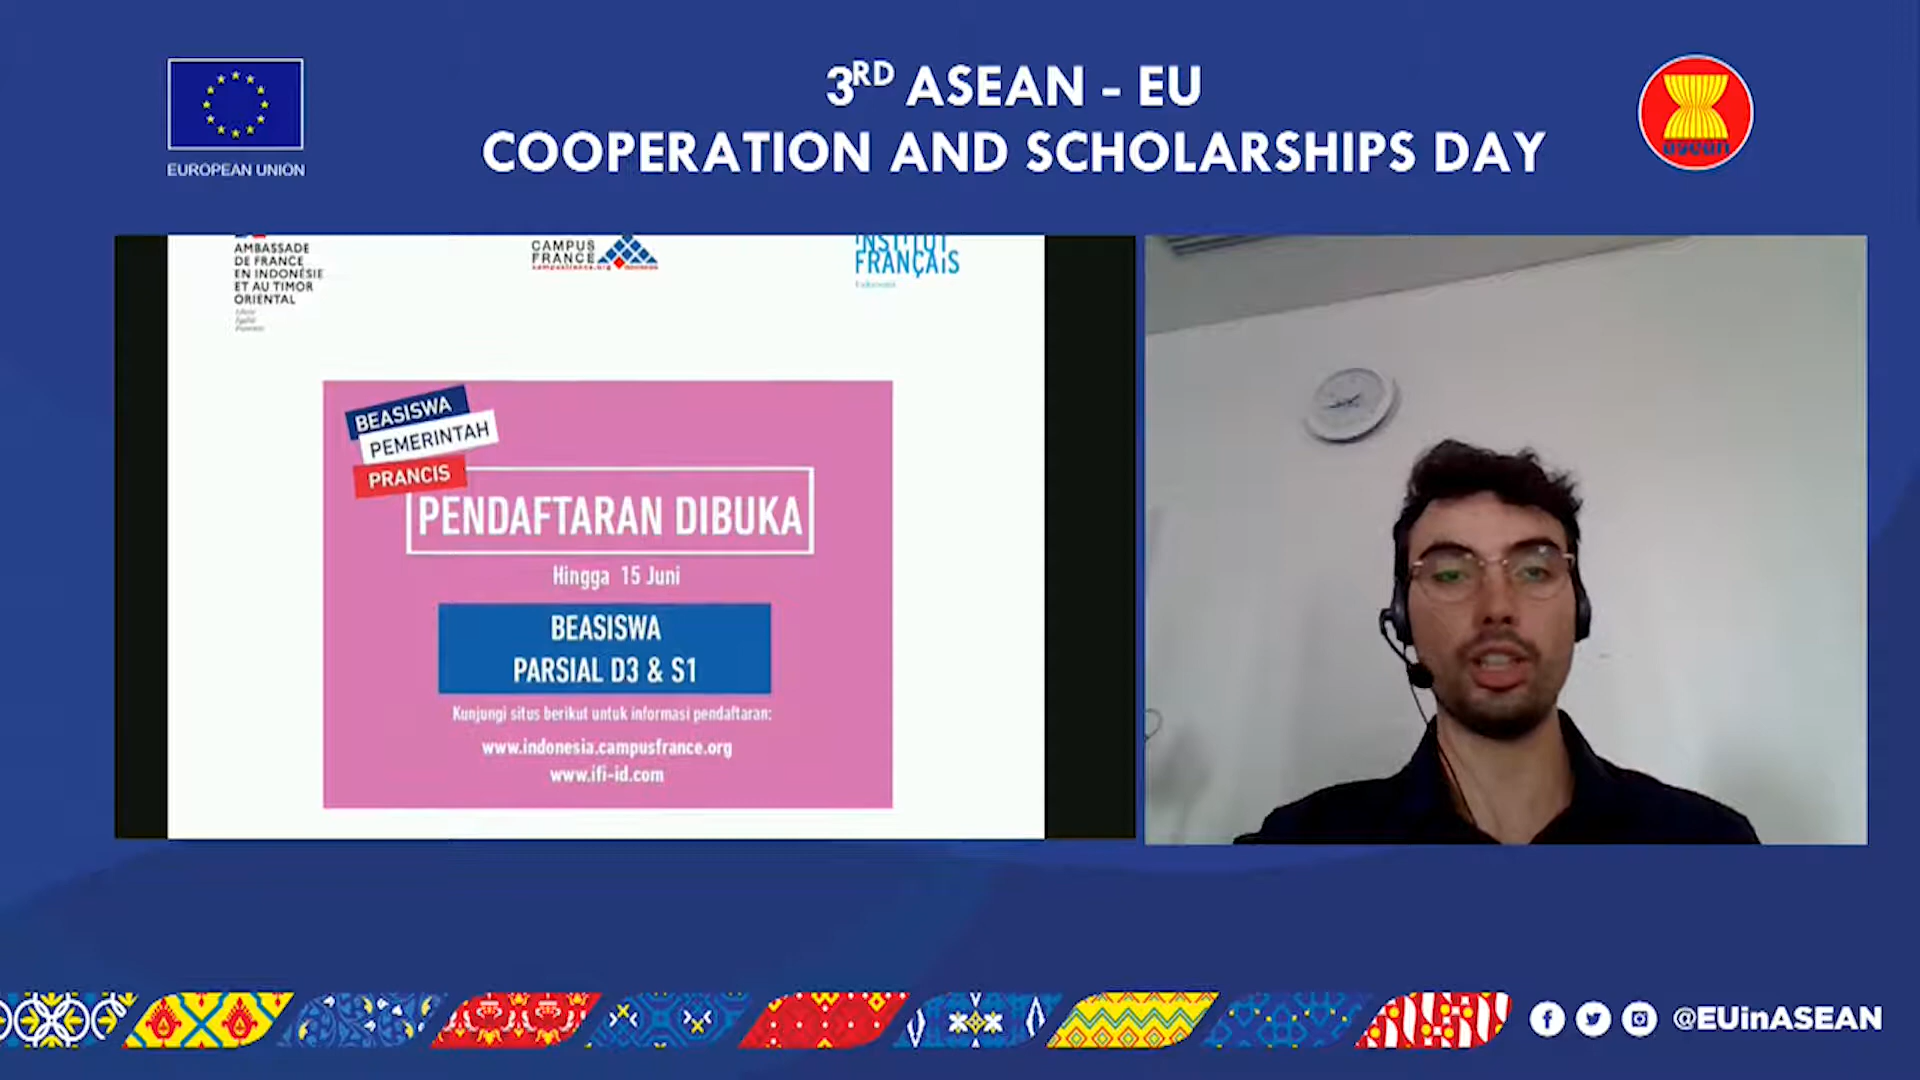 3RD ASEAN - EU
COOPERATION AND SCHOLARSHIPS DAY
EUROPEAN UNION
asean
AMBASSADE
DE FRANCE
EN INDONÉSIE
ET AU TIMOR
ORIENTAL
CAMPUS
FRANCE
INSTITUT
FRANÇAIS
BEASISWA
PEMERINTAH
PRANCIS
PENDAFTARAN DIBUKA
Hingga 15 Juni
BEASISWA
PARSIAL D3 & S1
Kunjungi situs berikut untuk informasi pendaftaran:
www.indonesia.campusfrance.org
www.ifi-id.com
@EUinASEAN